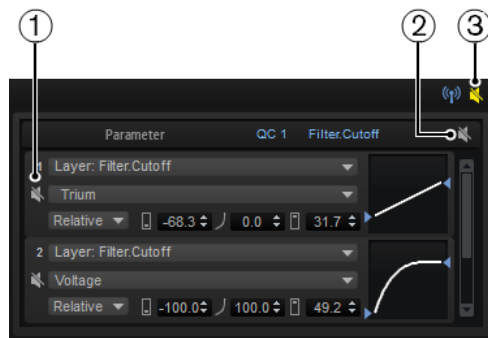 1 2 3
Parameter QC 1 Filter.Cutoff
Layer: Filter.Cutoff
Trium
Relative -68.3 0.0 31.7
2 Layer: Filter.Cutoff
Voltage
Relative -100.0 100.0 49.2